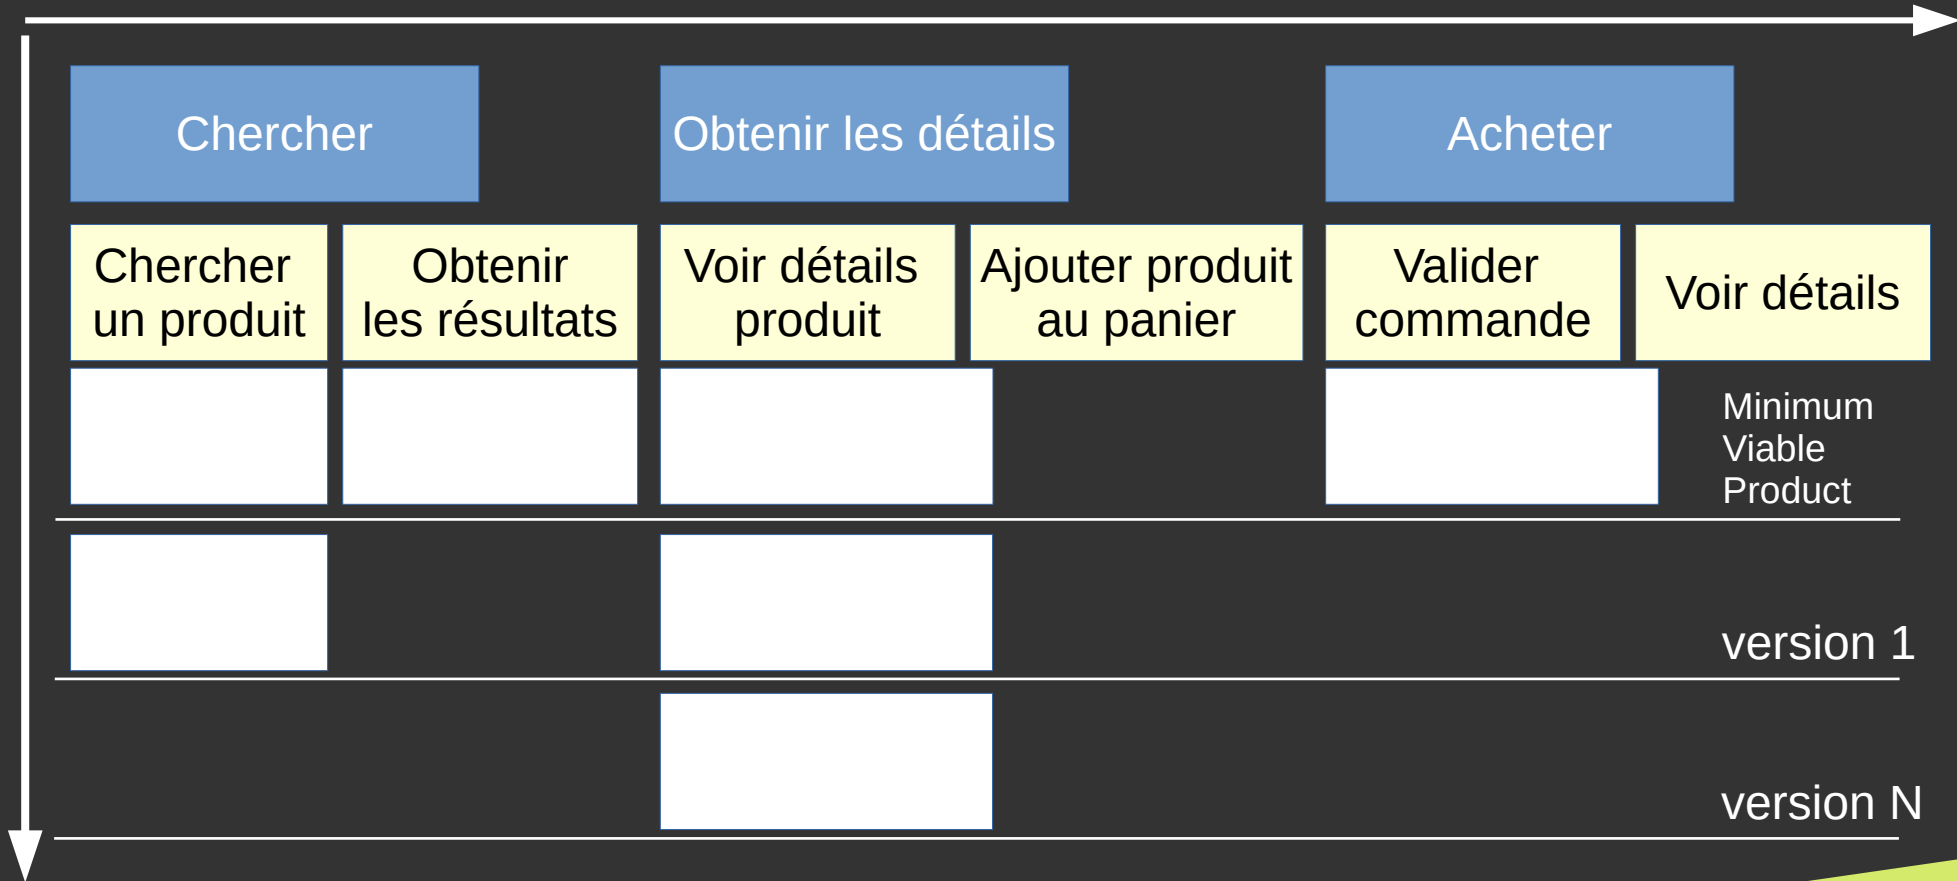 Chercher
Obtenir les détails
Acheter
Chercher
un produit
Obtenir
les résultats
Voir détails
produit
Ajouter produit
au panier
Valider
commande
Voir détails
Minimum
Viable
Product
version 1
version N